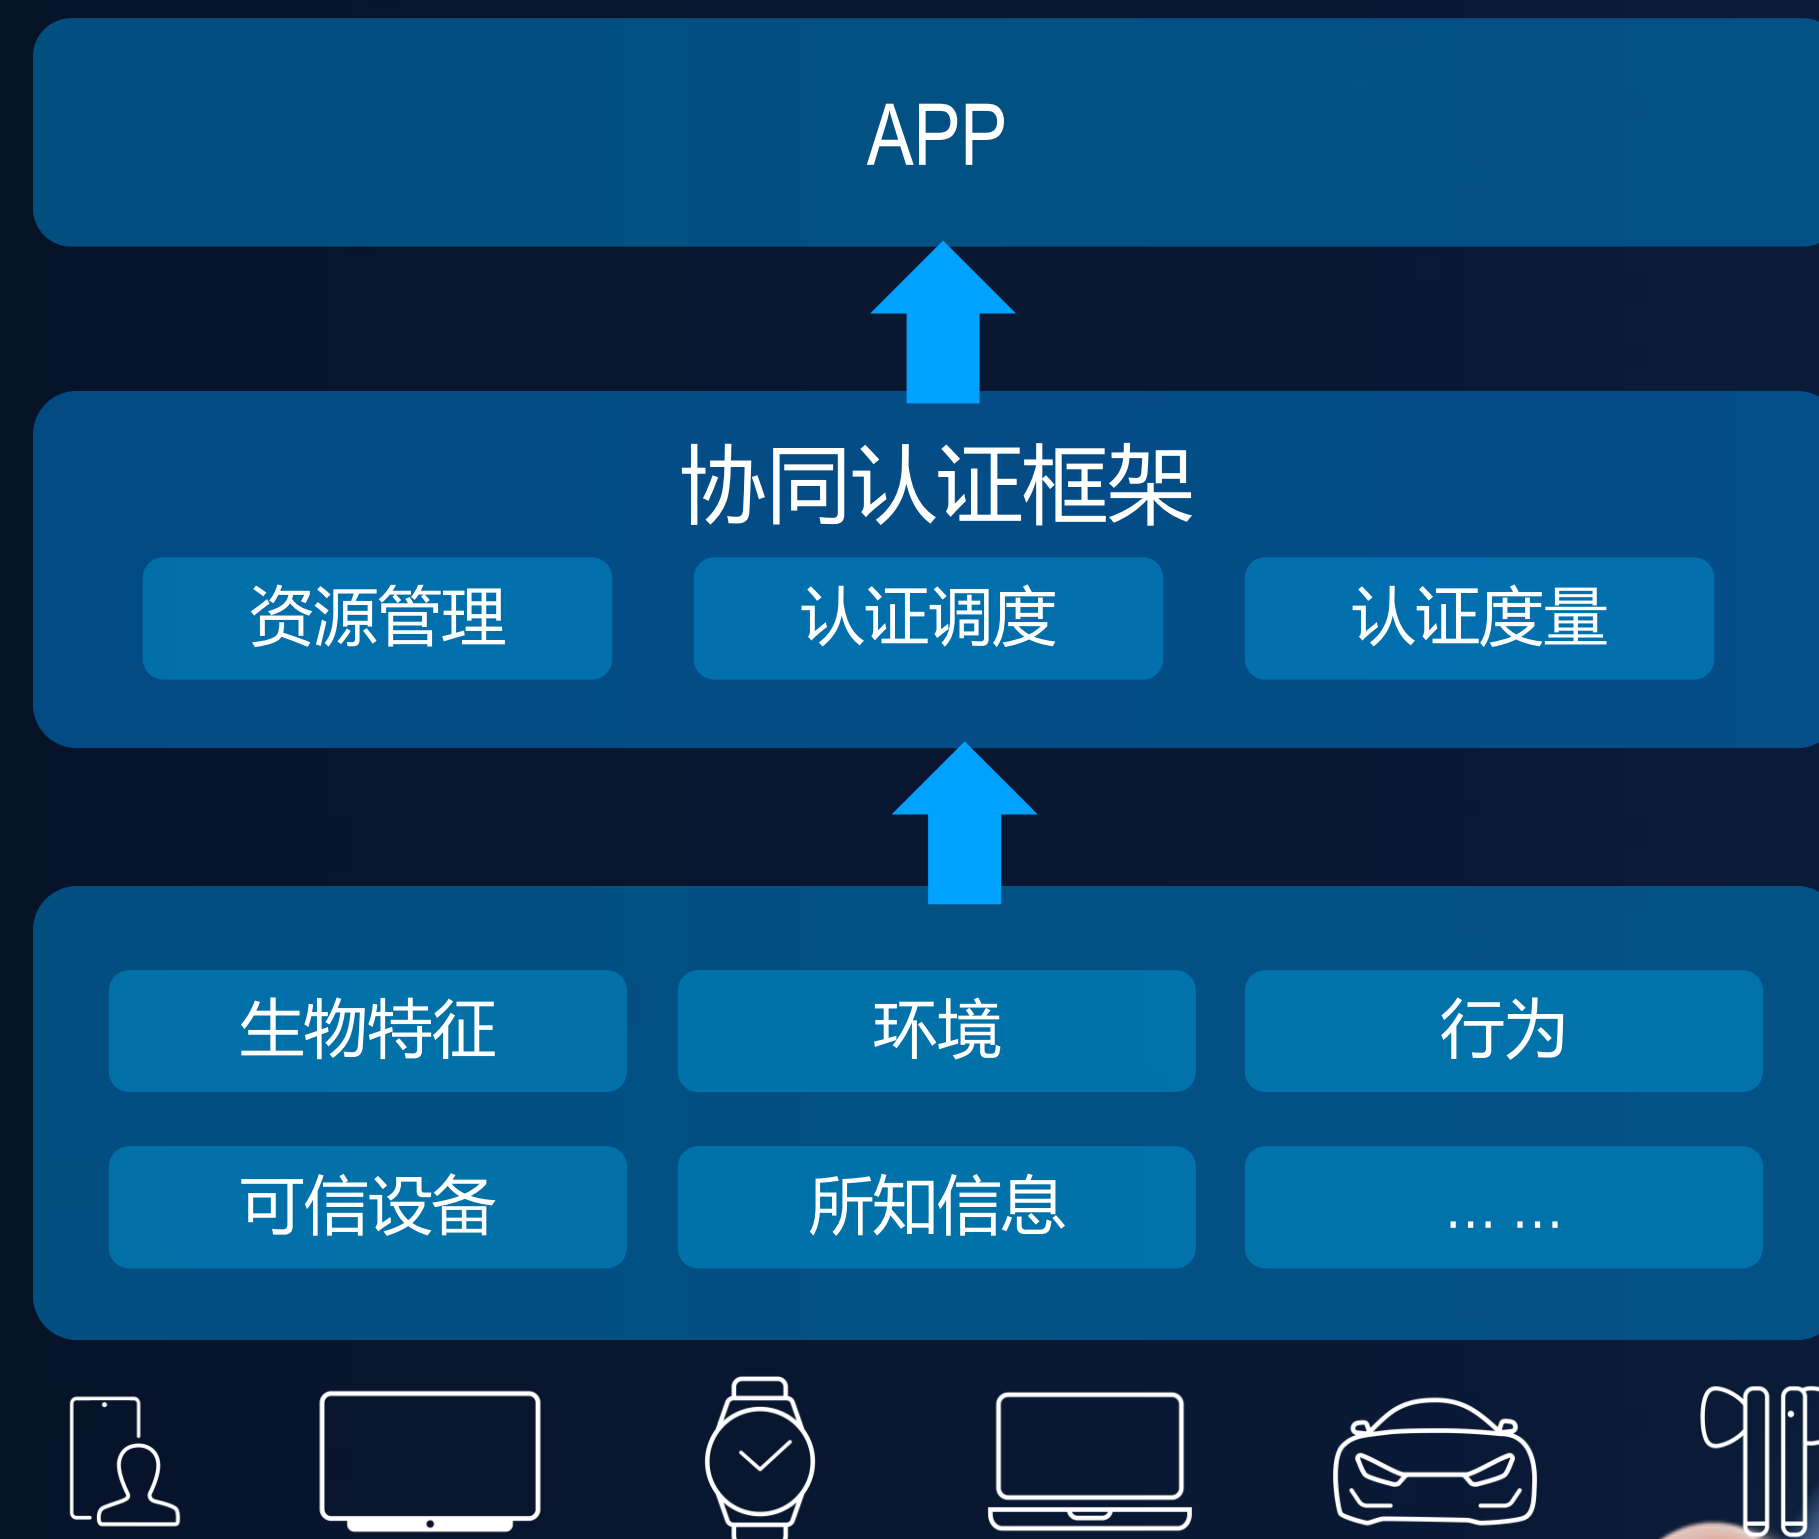 APP
协同认证框架
资源管理 认证调度 认证度量
生物特征 环境 行为
可信设备 所知信息 ... ...